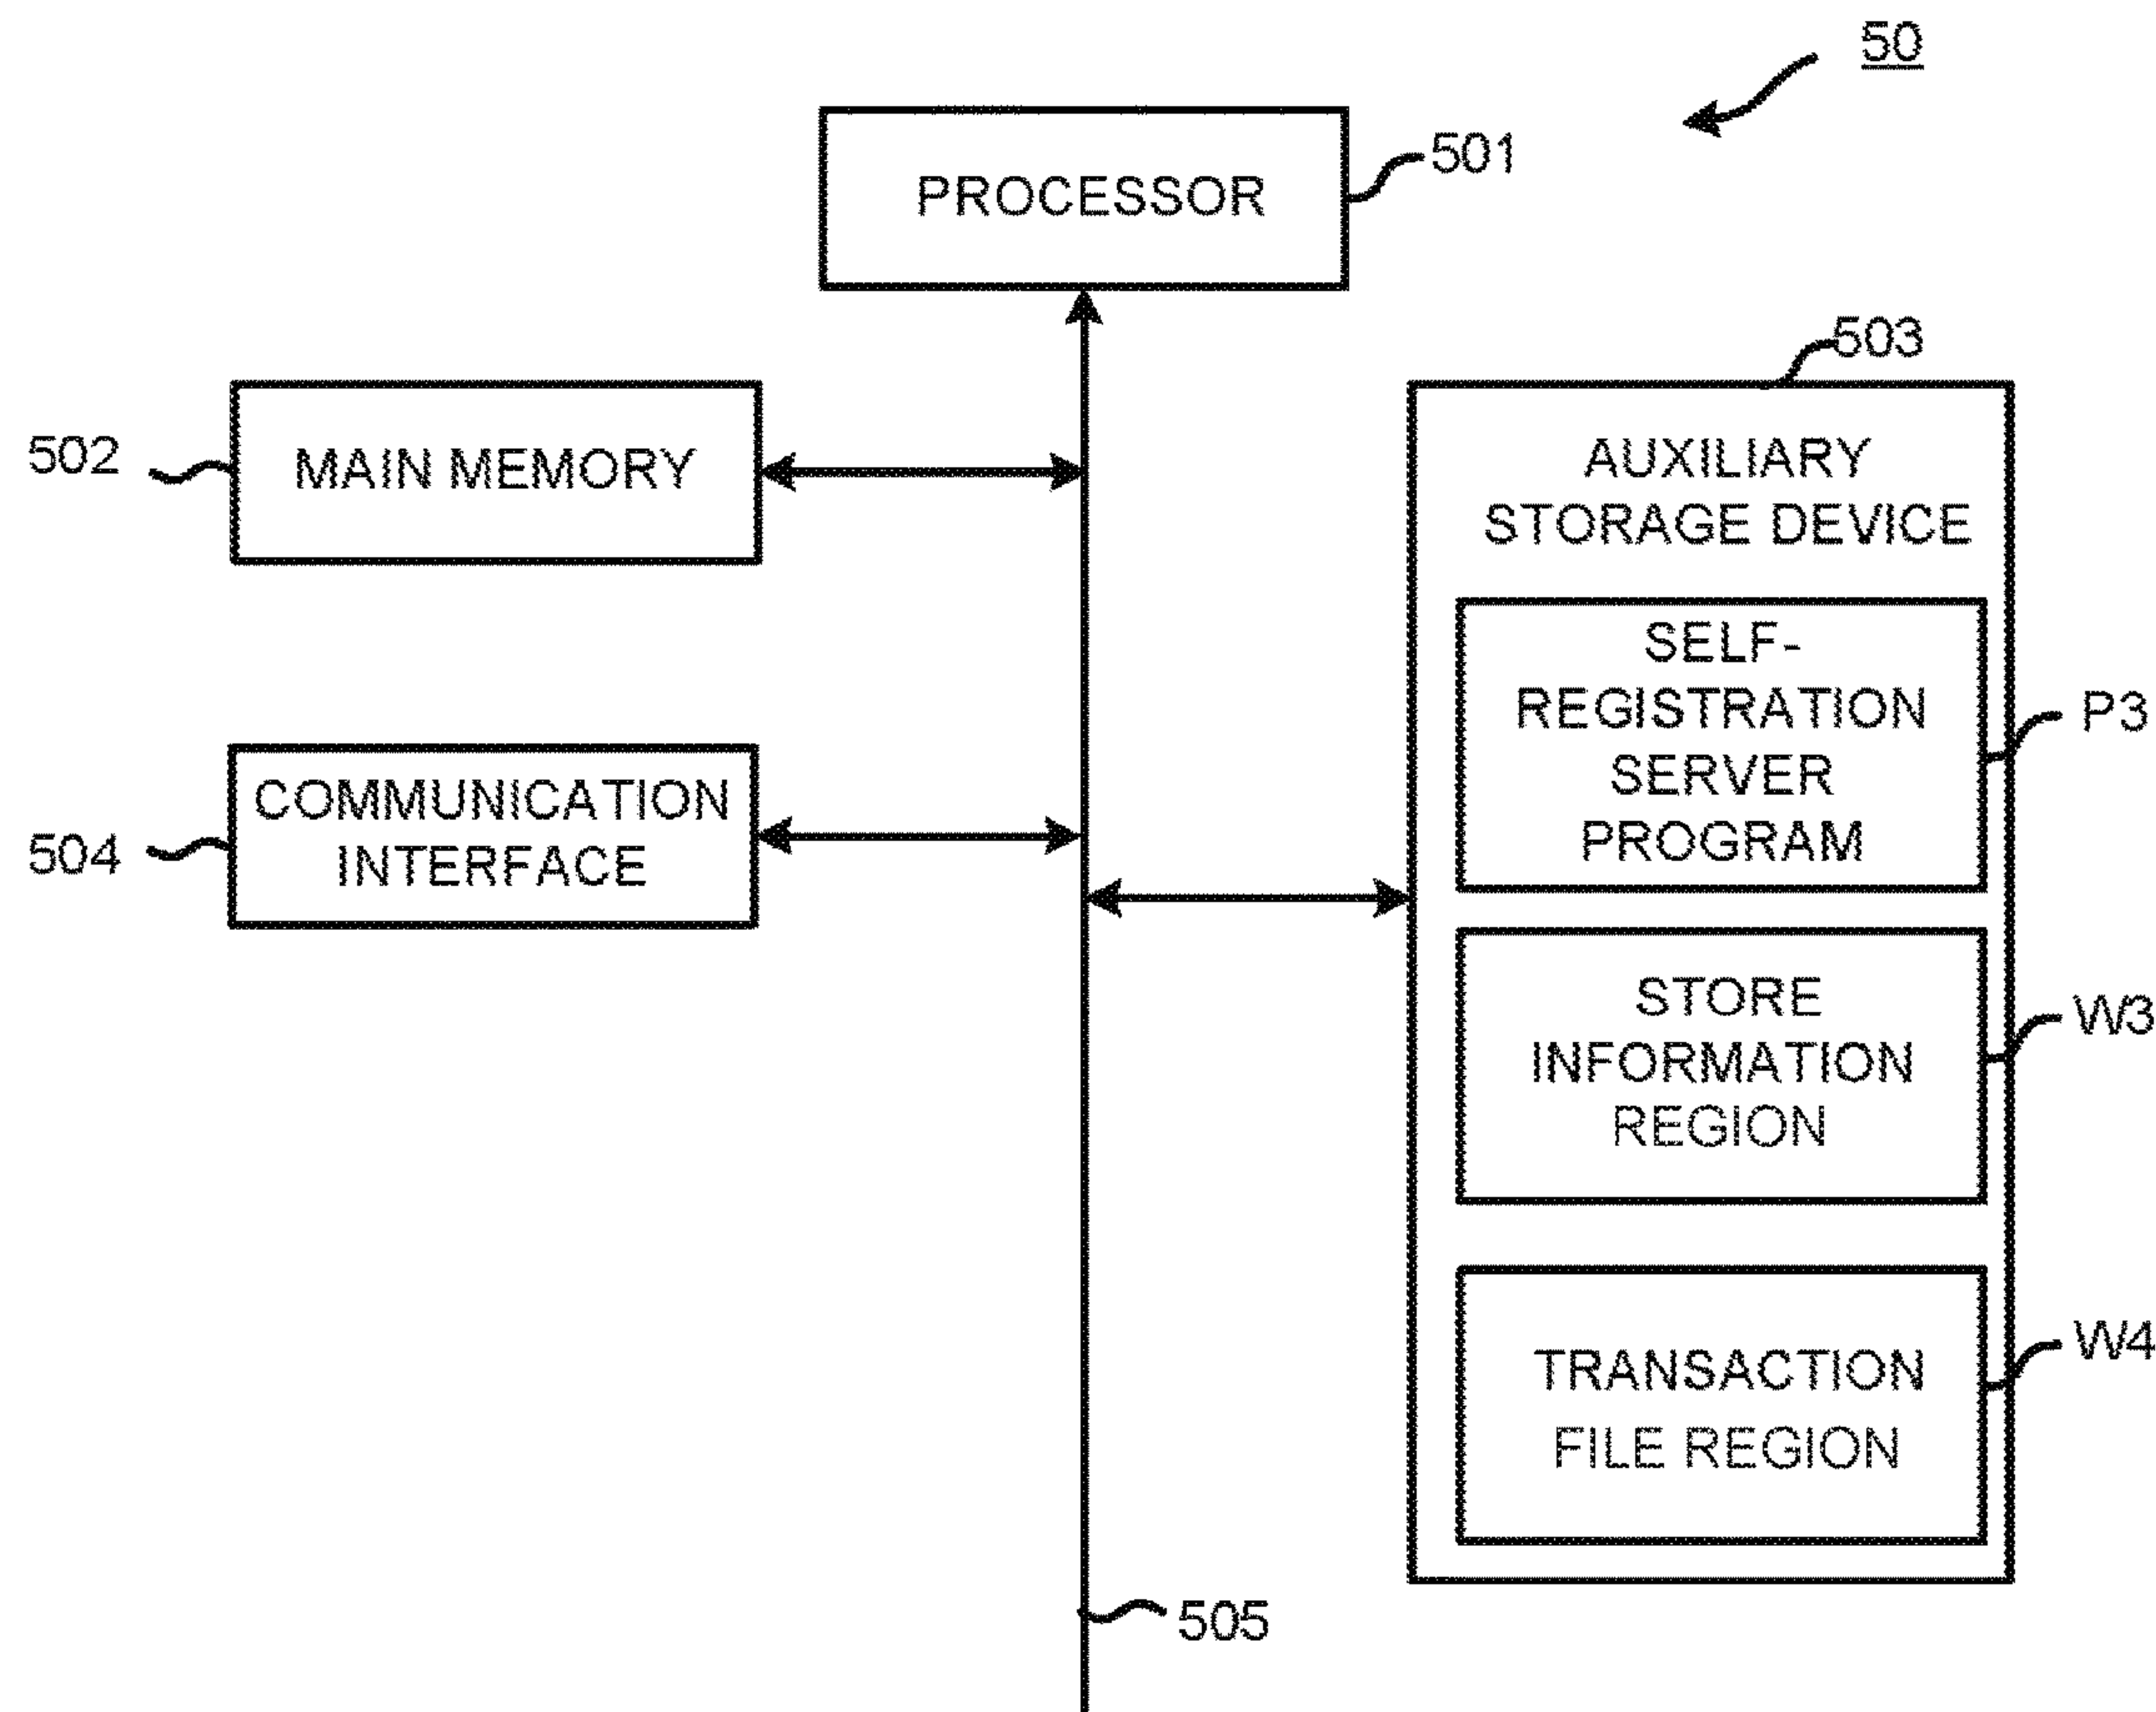 50
PROCESSOR
501
503
502
MAIN MEMORY
AUXILIARY
STORAGE DEVICE
SELF-
REGISTRATION
SERVER
PROGRAM
P3
504
COMMUNICATION
INTERFACE
STORE
INFORMATION
REGION
W3
TRANSACTION
FILE REGION
W4
505